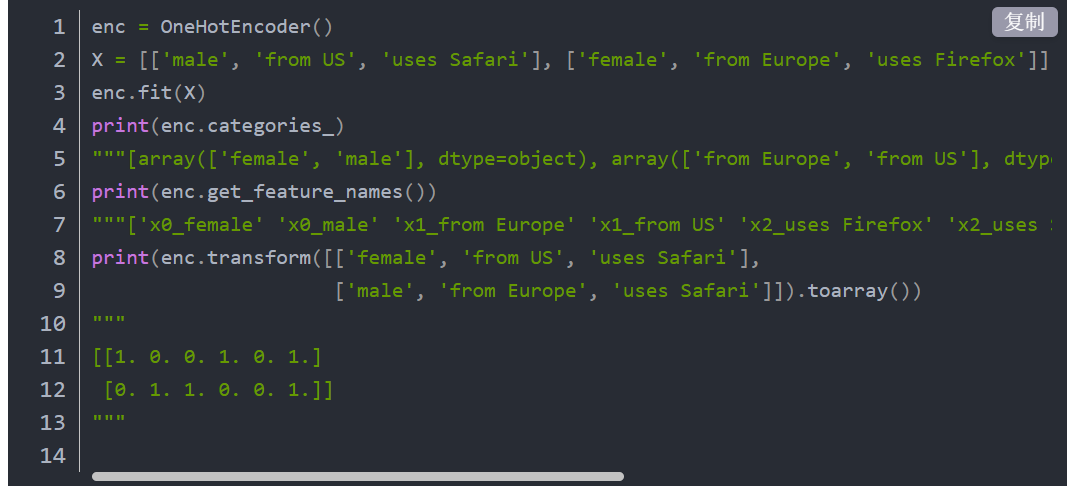 复制
1 enc = OneHotEncoder()
2 X = [['male', 'from US', 'uses Safari'], ['female', 'from Europe', 'uses Firefox']]
3 enc.fit(X)
4 print(enc.categories_)
5 """[array(['female', 'male'], dtype=object), array(['from Europe', 'from US'], dtyp
6 print(enc.get_feature_names())
7 """['x0_female' 'x0_male' 'x1_from Europe' 'x1_from US' 'x2_uses Firefox' 'x2_uses
8 print(enc.transform([['female', 'from US', 'uses Safari'],
9 ['male', 'from Europe', 'uses Safari']]).toarray())
10 """
11 [[1. 0. 0. 1. 0. 1.]
12 [0. 1. 1. 0. 0. 1.]]
13 """
14